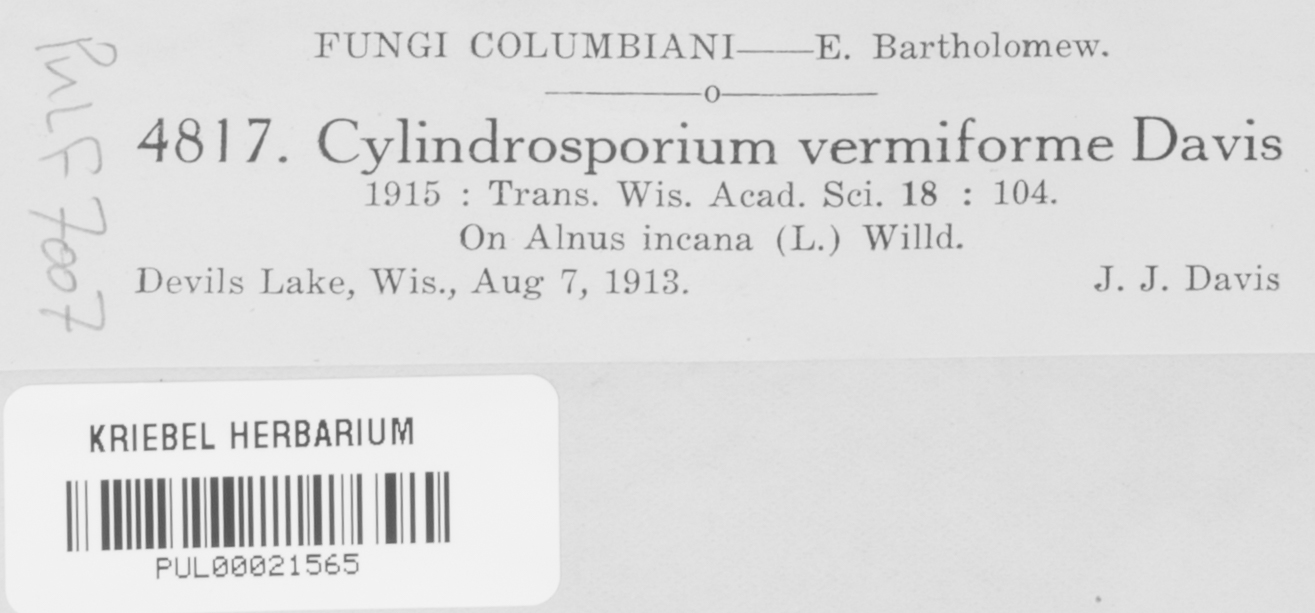 FUNGI COLUMBIANI——E. Bartholomew.
o
4817. Cylindrosporium vermiforme Davis
1915 : Trans. Wis. Acad. Sci. 18 : 104.
On Alnus incana (L.) Willd.
Devils Lake, Wis., Aug 7, 1913. J. J. Davis
PUL F 7007
KRIEBEL HERBARIUM
PUL00021565